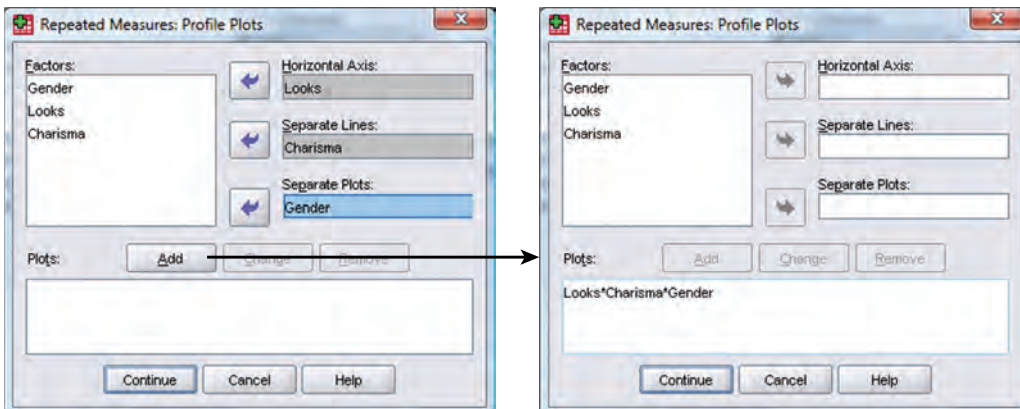 Repeated Measures: Profile Plots
Factors:
Gender
Looks
Charisma
Horizontal Axis:
Looks
Separate Lines:
Charisma
Separate Plots:
Gender
Plots:
Add
Change
Remove
Continue
Cancel
Help
Repeated Measures: Profile Plots
Factors:
Gender
Looks
Charisma
Horizontal Axis:
Separate Lines:
Separate Plots:
Plots:
Add
Change
Remove
Looks*Charisma*Gender
Continue
Cancel
Help